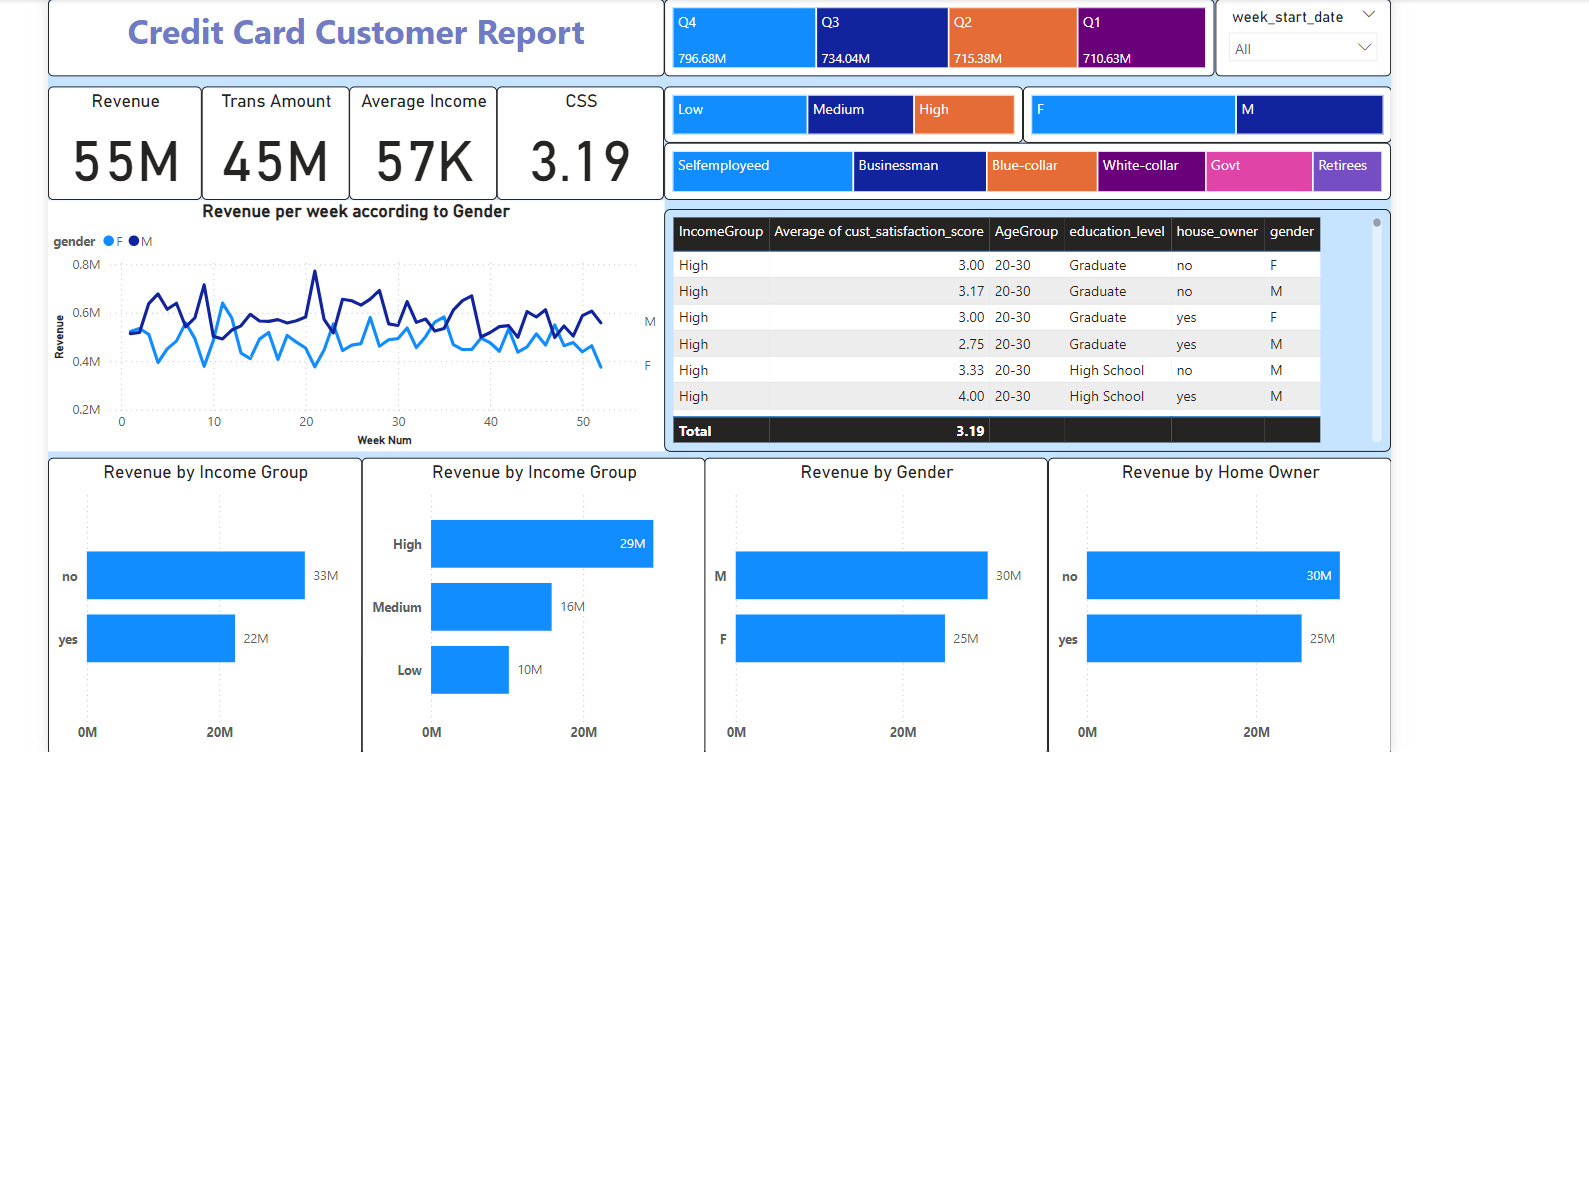 Credit Card Customer Report
Q4
796.68M
Q3
734.04M
Q2
715.38M
Q1
710.63M
week_start_date
All
Revenue
55M
Trans Amount
45M
Average Income
57K
CSS
3.19
Low
Medium
High
F
M
Selfemployeed
Businessman
Blue-collar
White-collar
Govt
Retirees
Revenue per week according to Gender
gender F M
0.8M
0.6M
0.4M
0.2M
Revenue
M
F
0 10 20 30 40 50
Week Num
IncomeGroup Average of cust_satisfaction_score AgeGroup education_level house_owner gender
High 3.00 20-30 Graduate no F
High 3.17 20-30 Graduate no M
High 3.00 20-30 Graduate yes F
High 2.75 20-30 Graduate yes M
High 3.33 20-30 High School no M
High 4.00 20-30 High School yes M
Total 3.19
Revenue by Income Group
no 33M
yes 22M
0M 20M
Revenue by Income Group
High 29M
Medium 16M
Low 10M
0M 20M
Revenue by Gender
M 30M
F 25M
0M 20M
Revenue by Home Owner
no 30M
yes 25M
0M 20M